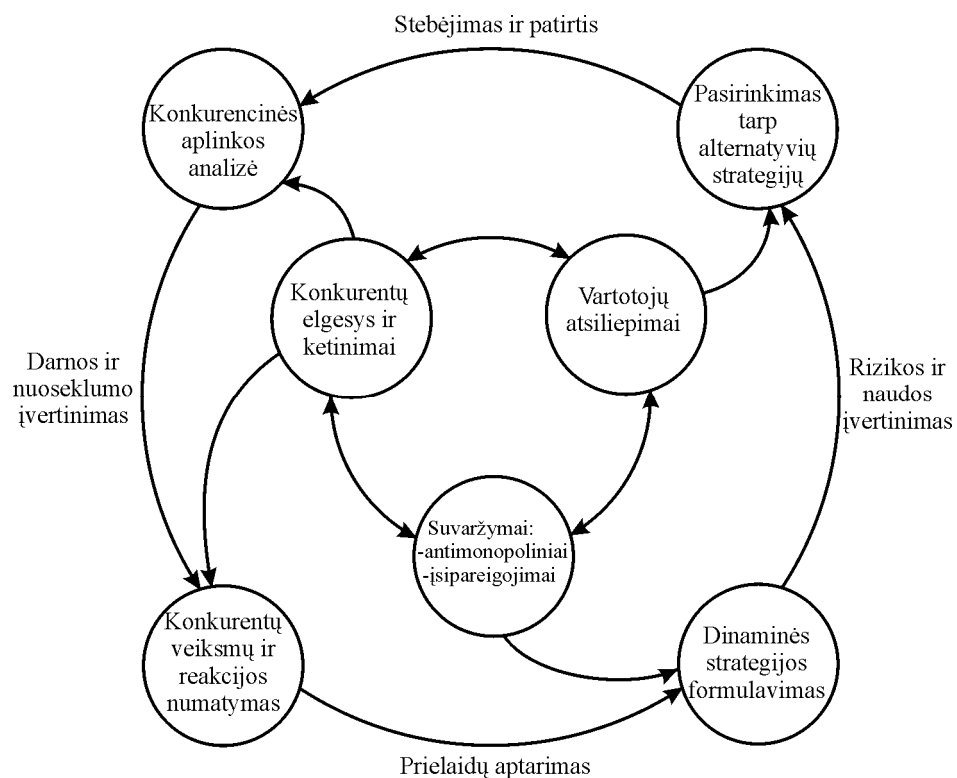 Stebėjimas ir patirtis
Konkurencinės
aplinkos
analizė
Pasirinkimas
tarp
alternatyvių
strategijų
Konkurentų
elgesys ir
ketinimai
Vartotojų
atsiliepimai
Darnos ir
nuoseklumo
įvertinimas
Rizikos ir
naudos
įvertinimas
Suvaržymai:
-antimonopoliniai
-įsipareigojimai
Konkurentų
veiksmų ir
reakcijos
numatymas
Dinaminės
strategijos
formulavimas
Prielaidų aptarimas